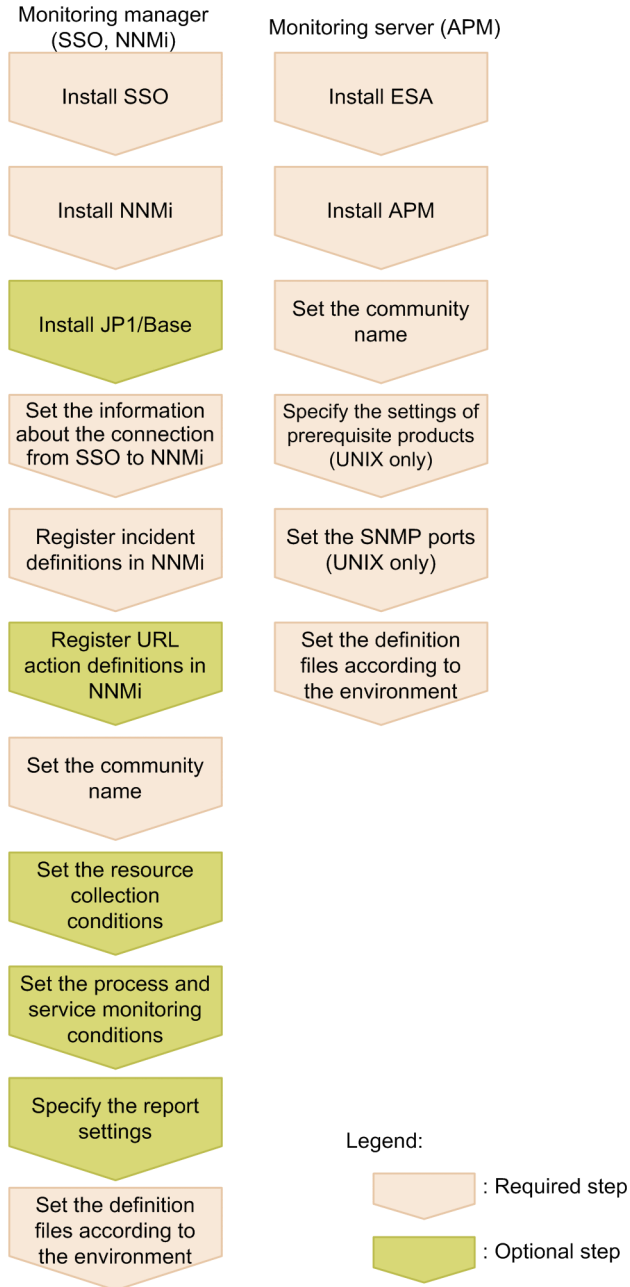 Monitoring manager
(SSO, NNMi)
Install SSO
Install NNMi
Install JP1/Base
Set the information
about the connection
from SSO to NNMi
Register incident
definitions in NNMi
Register URL
action definitions in
NNMi
Set the community
name
Set the resource
collection
conditions
Set the process and
service monitoring
conditions
Specify the report
settings
Set the definition
files according to
the environment
Monitoring server (APM)
Install ESA
Install APM
Set the community
name
Specify the settings of
prerequisite products
(UNIX only)
Set the SNMP ports
(UNIX only)
Set the definition
files according to
the environment
Legend:
: Required step
: Optional step